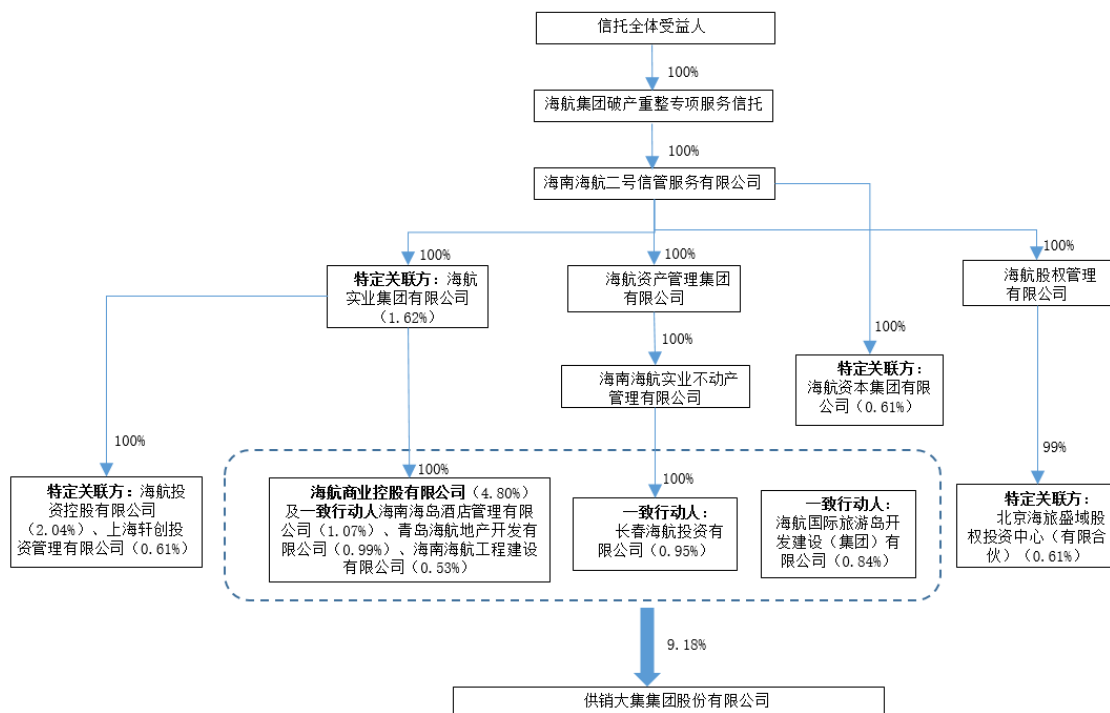 信托全体受益人
100%
海航集团破产重整专项服务信托
100%
海南海航二号信管服务有限公司
100%
100%
100%
特定关联方：海航
实业集团有限公司
（1.62%）
海航资产管理集团
有限公司
海航股权管理
有限公司
100%
100%
海南海航实业不动产
管理有限公司
特定关联方：
海航资本集团有限
公司（0.61%）
100%
99%
100%
100%
特定关联方：海航投
资控股有限公司
（2.04%）、上海轩创投
资管理有限公司（0.61%）
海航商业控股有限公司（4.80%）
及一致行动人海南海岛酒店管理有限
公司（1.07%）、青岛海航地产开发有
限公司（0.99%）、海南海航工程建设
有限公司（0.53%）
一致行动人：
长春海航投资有
限公司（0.95%）
一致行动人：
海航国际旅游岛开
发建设（集团）有
限公司（0.84%）
特定关联方：
北京海旅盛域股
权投资中心（有限合
伙）（0.61%）
9.18%
供销大集集团股份有限公司